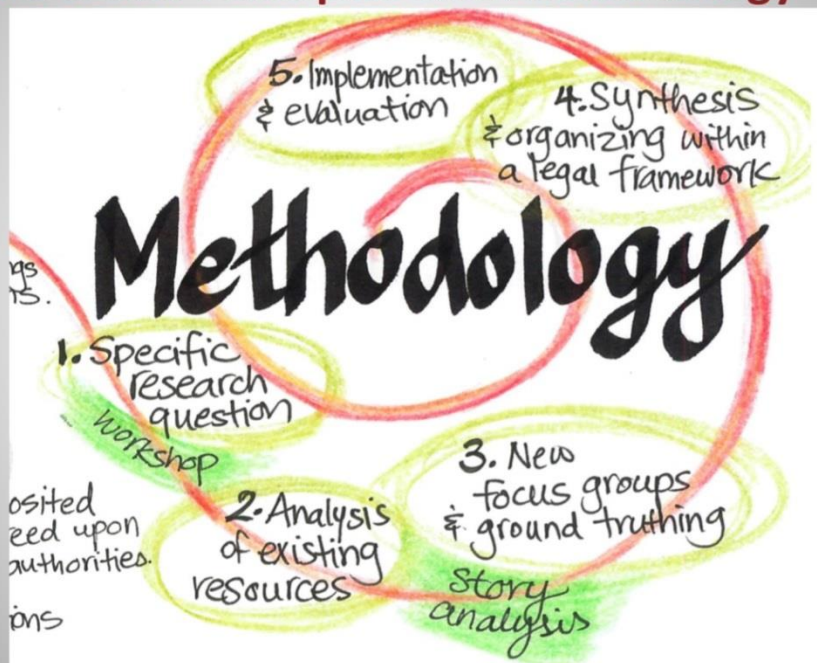 5. Implementation
& evaluation
4. Synthesis
& organizing within
a legal framework
Methodology
1. Specific
research
question
workshop
2. Analysis
of existing
resources
3. New
focus groups
& ground truthing
story
analysis
osited
eed upon
authorities.